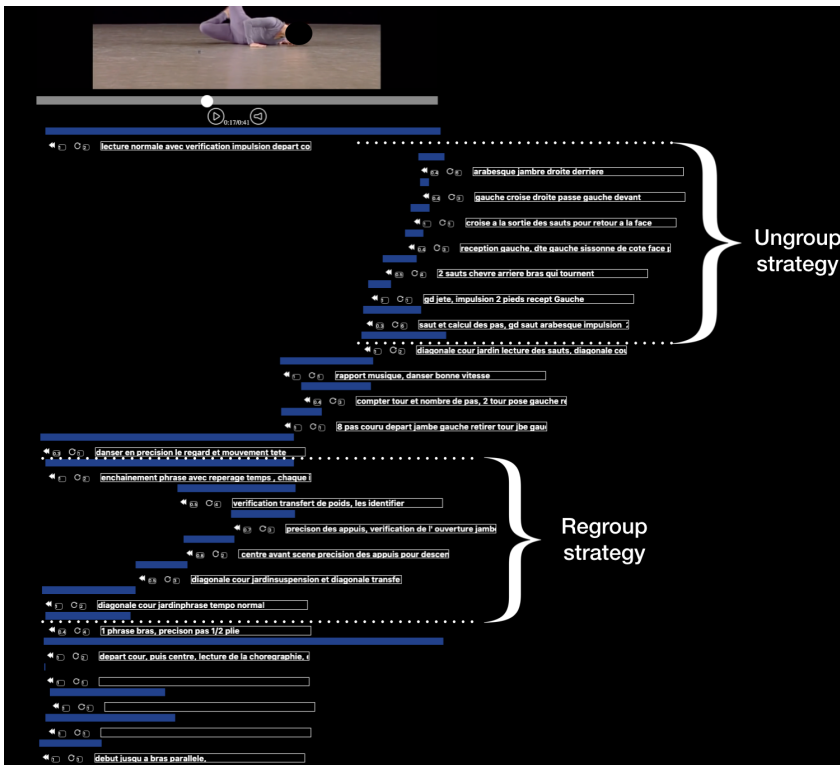 0:17/0:41
lecture normale avec verification impulsion depart co
arabesque jambre droite derriere
gauche croise droite passe gauche devant
croise a la sortie des sauts pour retour a la face
reception gauche, dte gauche sissonne de cote face
2 sauts chevre arriere bras qui tournent
gd jete, impulsion 2 pieds recept Gauche
saut et calcul des pas, gd saut arabesque impulsion
diagonale cour jardin lecture des sauts, diagonale cou
Ungroup
strategy
rapport musique, danser bonne vitesse
compter tour et nombre de pas, 2 tour pose gauche re
8 pas couru depart jambe gauche retirer tour jbe gau
danser en precision le regard et mouvement tete
enchainement phrase avec reperage temps , chaque
verification transfert de poids, les identifier
precison des appuis, verification de l' ouverture jamb
centre avant scene precision des appuis pour descen
diagonale cour jardinsuspension et diagonale transfe
diagonale cour jardinphrase tempo normal
Regroup
strategy
1 phrase bras, precison pas 1/2 plie
depart cour, puis centre, lecture de la choregraphie,
debut jusqu a bras parallele,